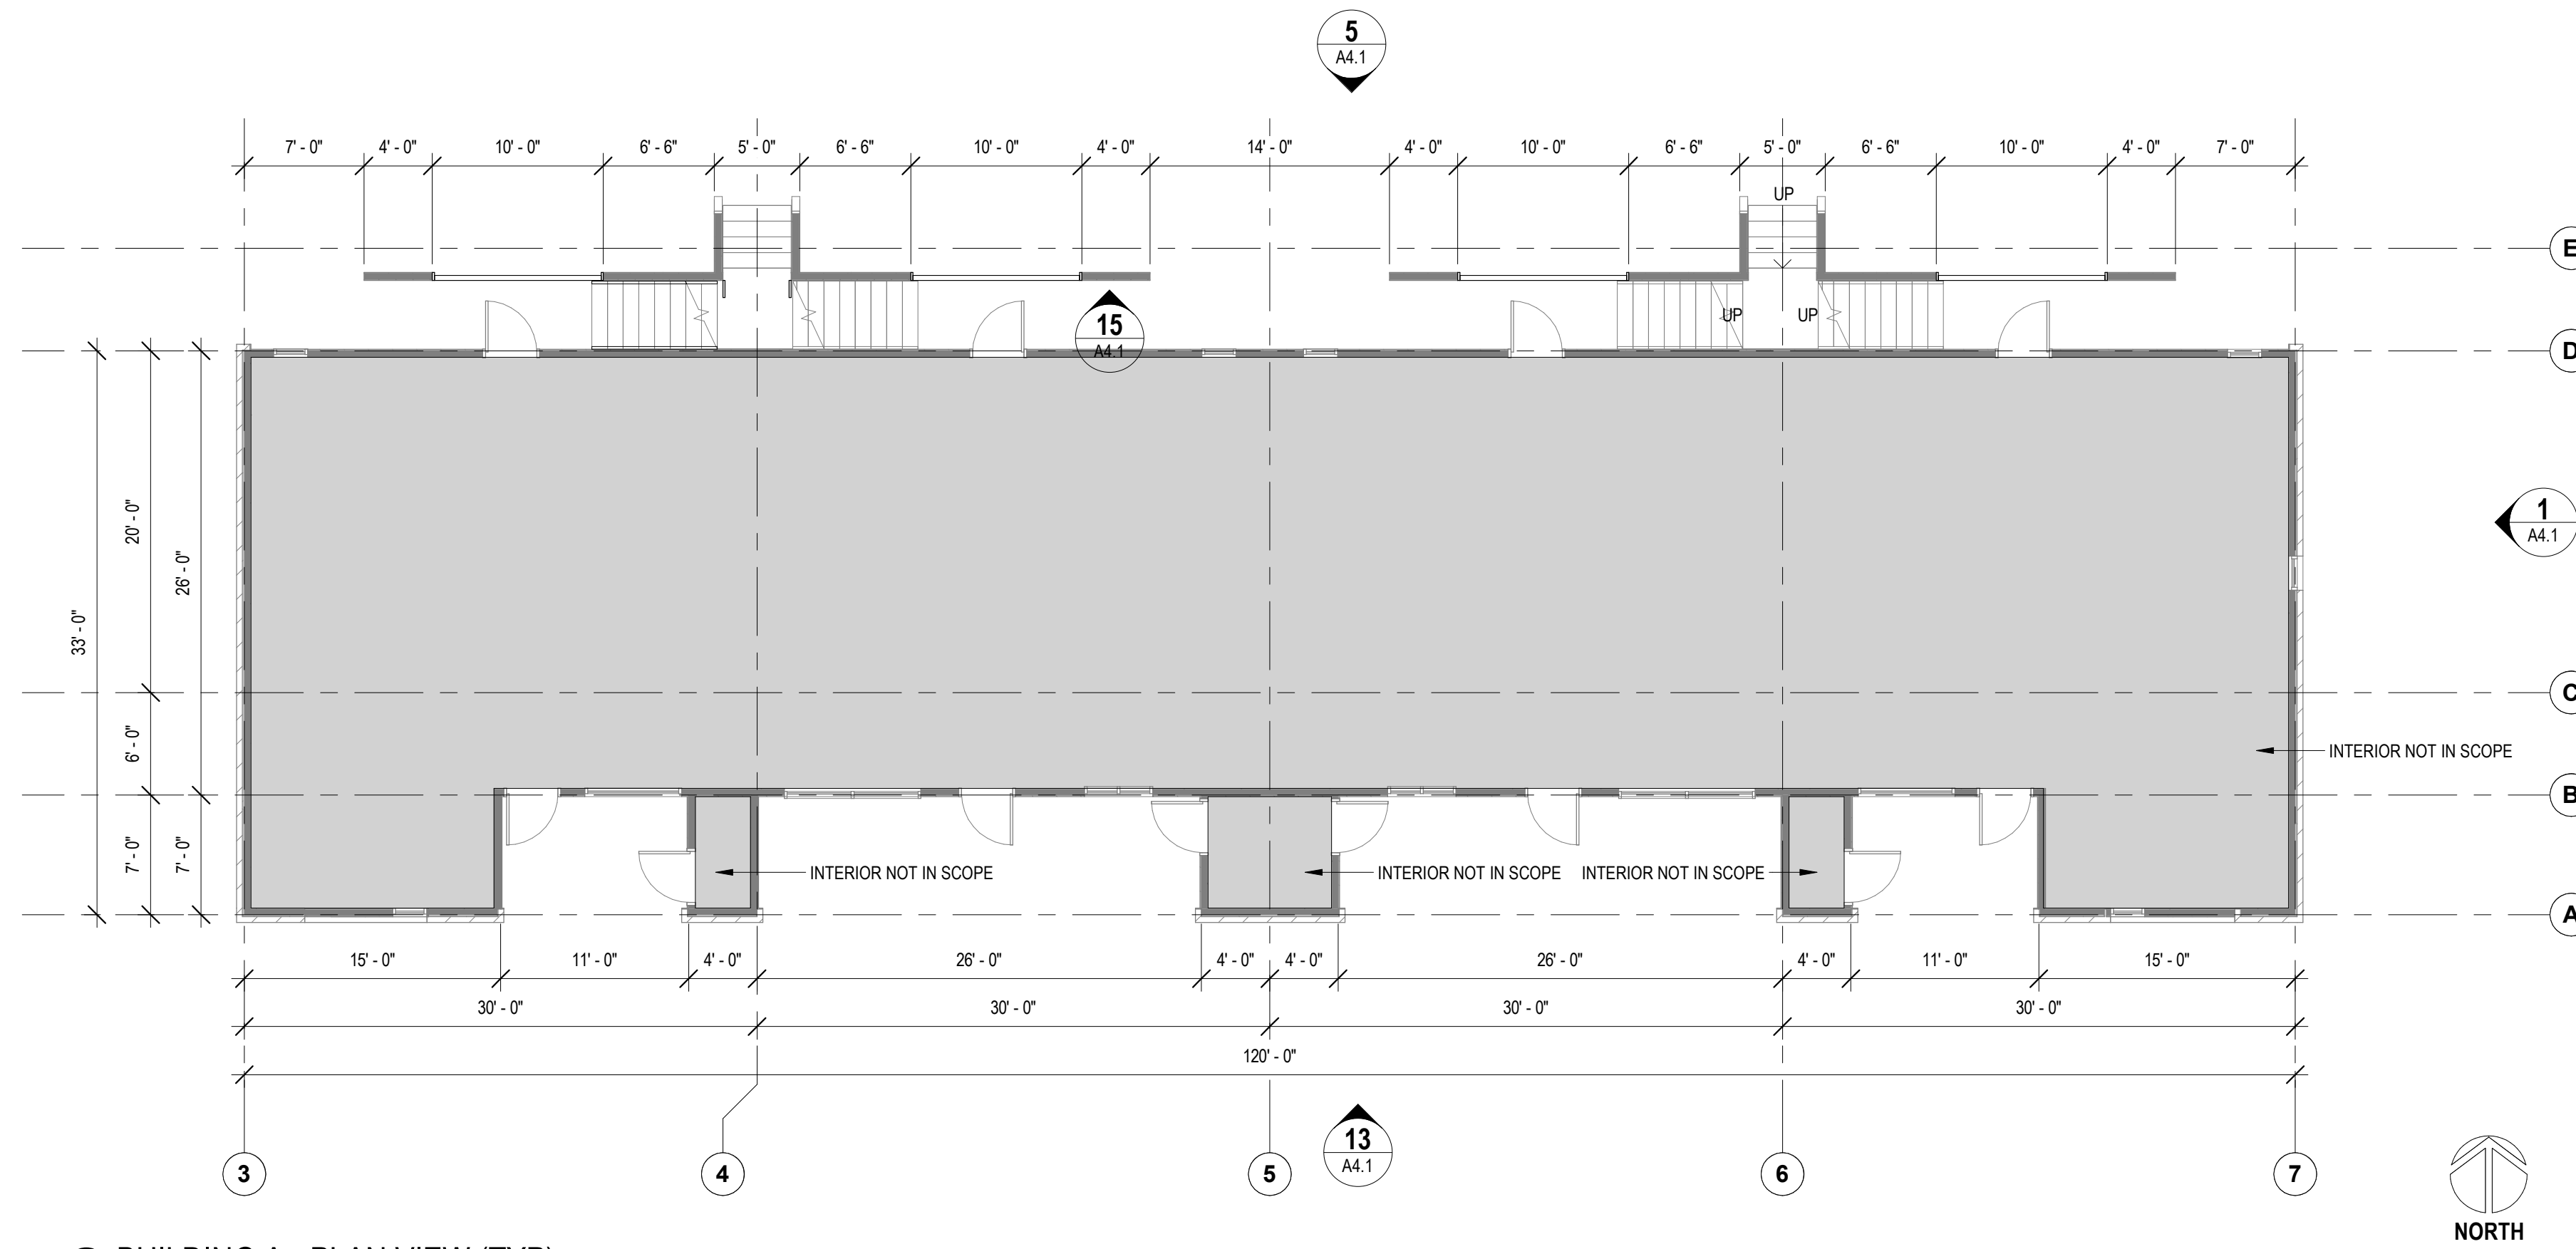 5
A4.1
7' - 0" 4' - 0" 10' - 0" 6' - 6" 5' - 0" 6' - 6" 10' - 0" 4' - 0" 14' - 0" 4' - 0" 10' - 0" 6' - 6" 5' - 0" 6' - 6" 10' - 0" 4' - 0" 7' - 0"
UP
E
UP UP
15
A4.1
D
20' - 0"
26' - 0"
33' - 0"
1
A4.1
C
6' - 0"
INTERIOR NOT IN SCOPE
B
7' - 0" 7' - 0"
INTERIOR NOT IN SCOPE INTERIOR NOT IN SCOPE INTERIOR NOT IN SCOPE
A
15' - 0" 11' - 0" 4' - 0" 26' - 0" 4' - 0" 4' - 0" 26' - 0" 4' - 0" 11' - 0" 15' - 0"
30' - 0" 30' - 0" 30' - 0" 30' - 0"
120' - 0"
13
A4.1
3 4 5 6 7
NORTH
BUILDING A - PLAN VIEW (TYP)